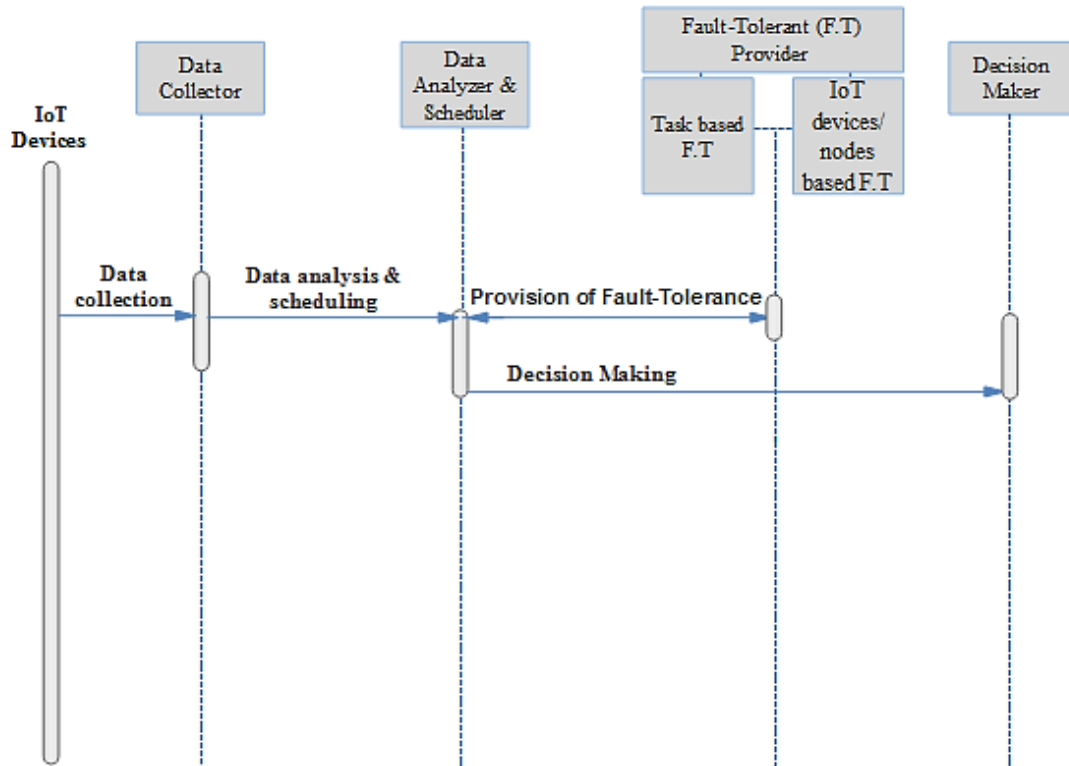 IoT
Devices
Data
Collector
Data
Analyzer &
Scheduler
Fault-Tolerant (F.T)
Provider
Task based
F.T
IoT
devices/
nodes
based F.T
Decision
Maker
Data
collection
Data analysis &
scheduling
Provision of Fault-Tolerance
Decision Making